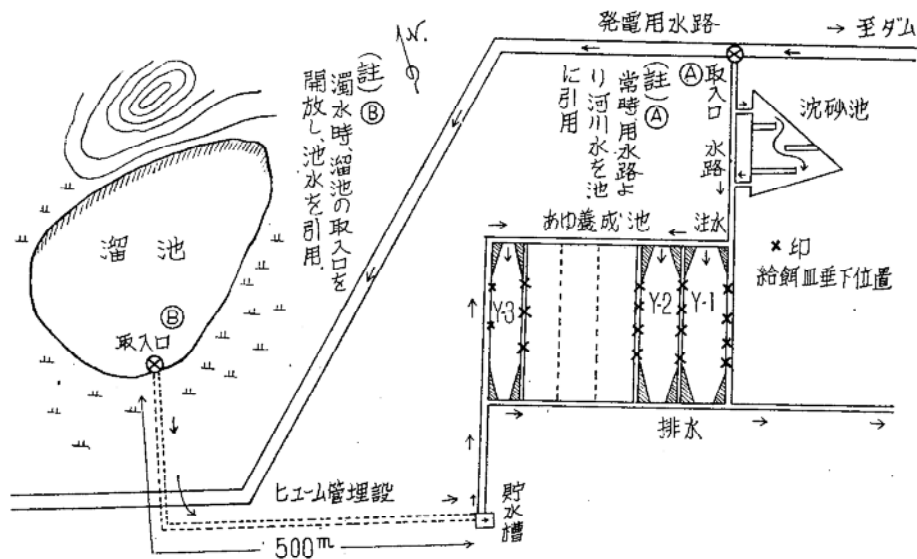 発電用水路
→ 至ダム
N.
(註) Ⓑ
濁水時、溜池の取入口を
開放し池水を引用.
(註) Ⓐ
常時用水路よ
り河川水を池
に引用
Ⓐ
取入口
水路→
沈砂池
溜池
Ⓑ
取入口
あゆ養成池
注水
×印
給餌皿垂下位置
Y-3
Y-2
Y-1
排水
ヒューム管埋設
貯水槽
500m